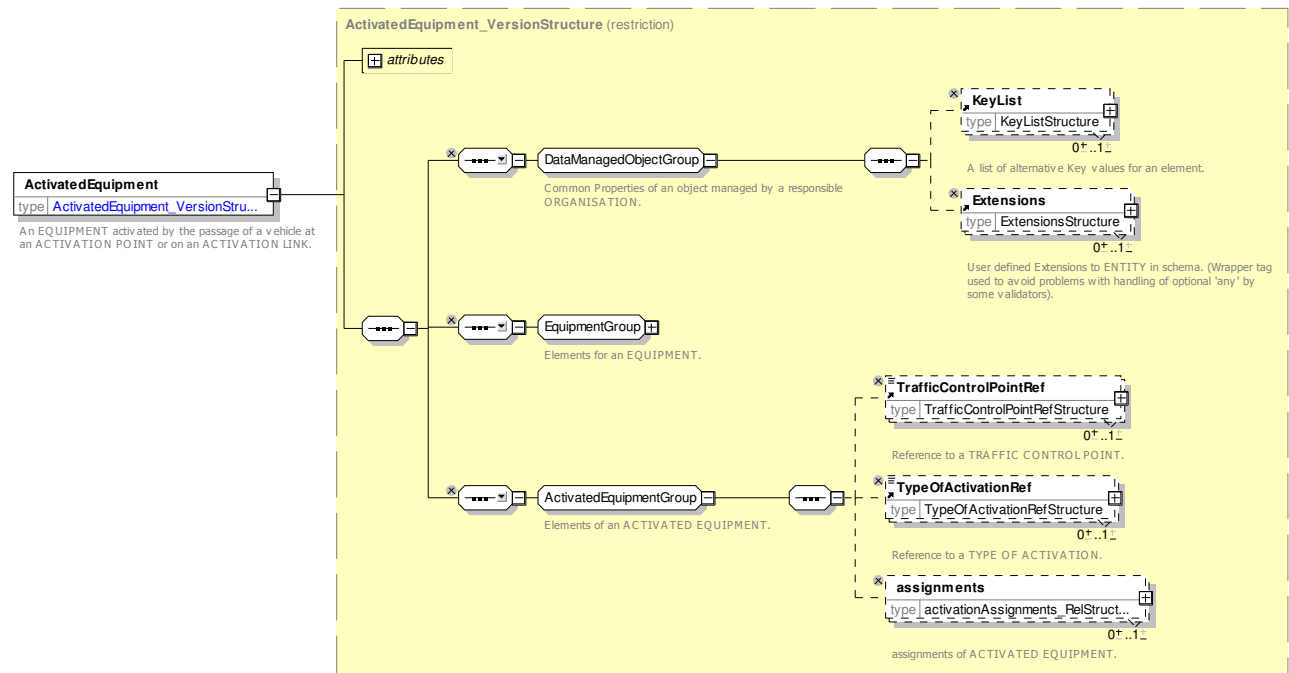 ActivatedEquipment_VersionStructure (restriction)
attributes
KeyList
type KeyListStructure
0..1
A list of alternative Key values for an element.
DataManagedObjectGroup
Common Properties of an object managed by a responsible
ORGANISATION.
Extensions
type ExtensionsStructure
0..1
User defined Extensions to ENTITY in schema. (Wrapper tag
used to avoid problems with handling of optional 'any' by
some validators).
ActivatedEquipment
type ActivatedEquipment_VersionStru...
An EQUIPMENT activated by the passage of a vehicle at
an ACTIVATION POINT or on an ACTIVATION LINK.
EquipmentGroup
Elements for an EQUIPMENT.
TrafficControlPointRef
type TrafficControlPointRefStructure
0..1
Reference to a TRAFFIC CONTROL POINT.
ActivatedEquipmentGroup
Elements of an ACTIVATED EQUIPMENT.
TypeOfActivationRef
type TypeOfActivationRefStructure
0..1
Reference to a TYPE OF ACTIVATION.
assignments
type activationAssignments_RelStruct...
0..1
assignments of ACTIVATED EQUIPMENT.